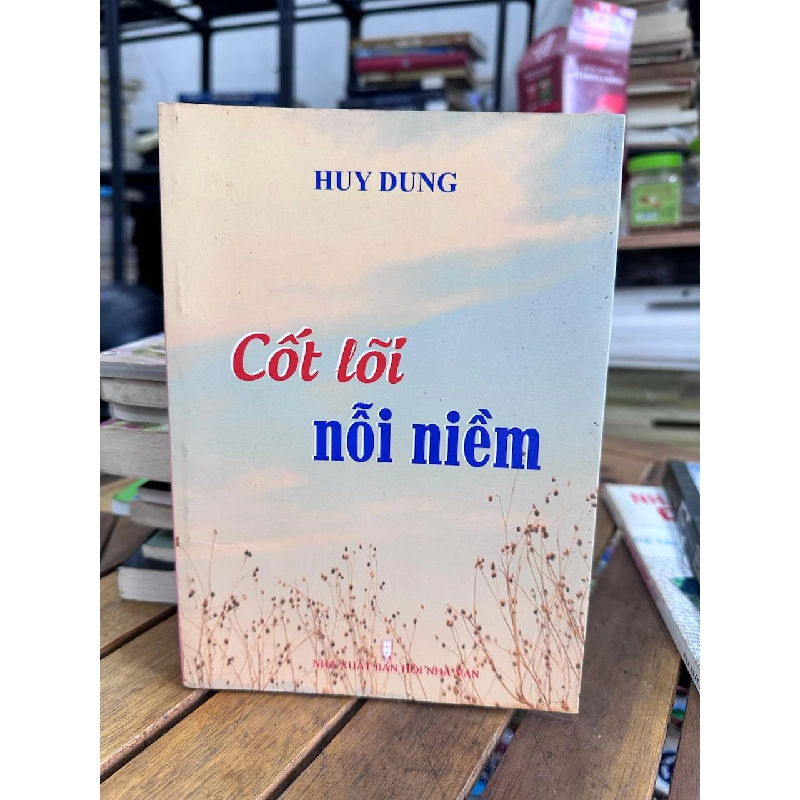 HUY DUNG
Cốt lõi
nỗi niềm
NHÀ XUẤT BẢN HỘI NHÀ VĂN